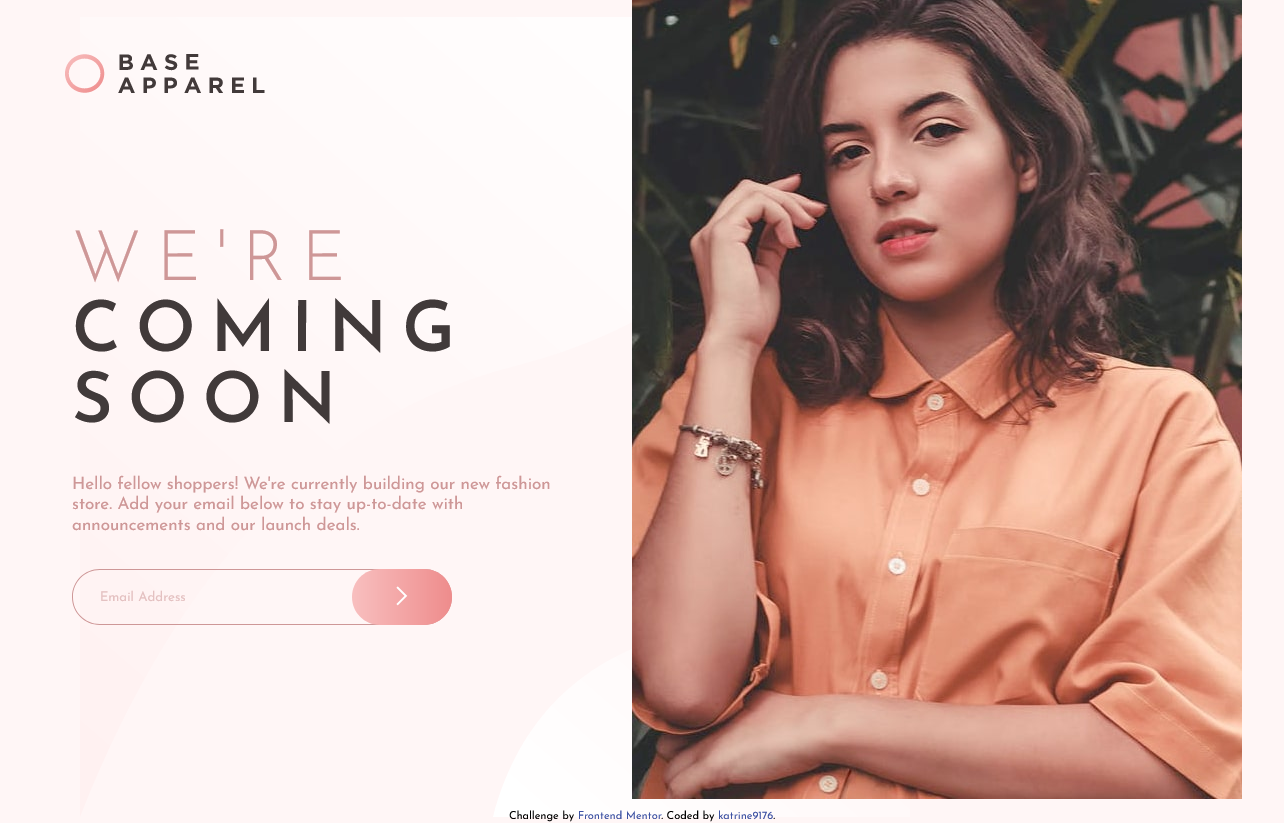 BASE
APPAREL
WE'RE
COMING
SOON
Hello fellow shoppers! We're currently building our new fashion
store. Add your email below to stay up-to-date with
announcements and our launch deals.
Email Address
Challenge by Frontend Mentor. Coded by katrine9176.